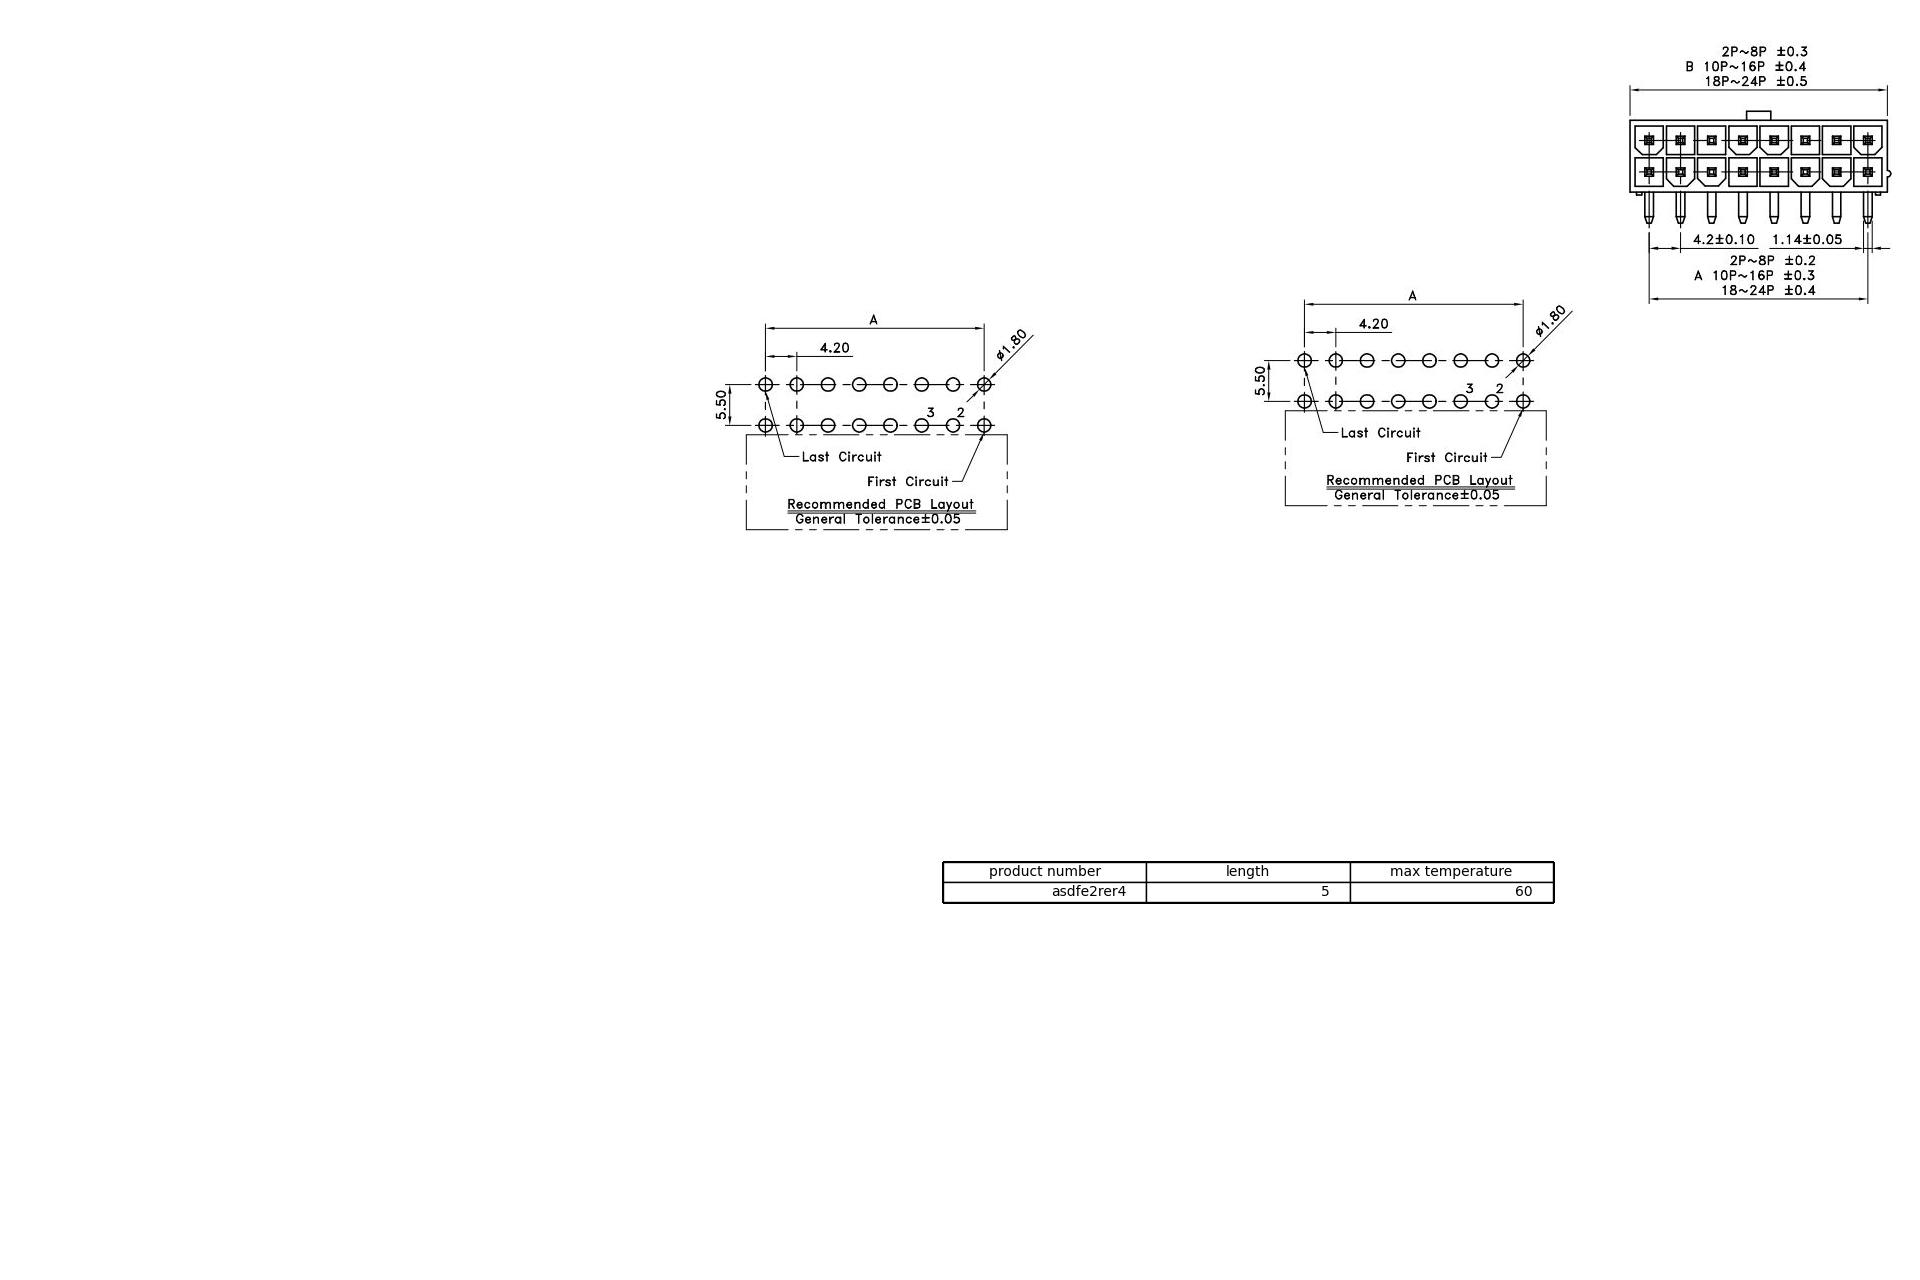 2P~8P ±0.3
B 10P~16P ±0.4
18P~24P ±0.5
4.2±0.10 1.14±0.05
2P~8P ±0.2
A 10P~16P ±0.3
18~24P ±0.4
A
4.20
ø1.80
5.50
3 2
Last Circuit
First Circuit
Recommended PCB Layout
General Tolerance±0.05
A
4.20
ø1.80
5.50
3 2
Last Circuit
First Circuit
Recommended PCB Layout
General Tolerance±0.05
product number length max temperature
asdfe2rer4 5 60